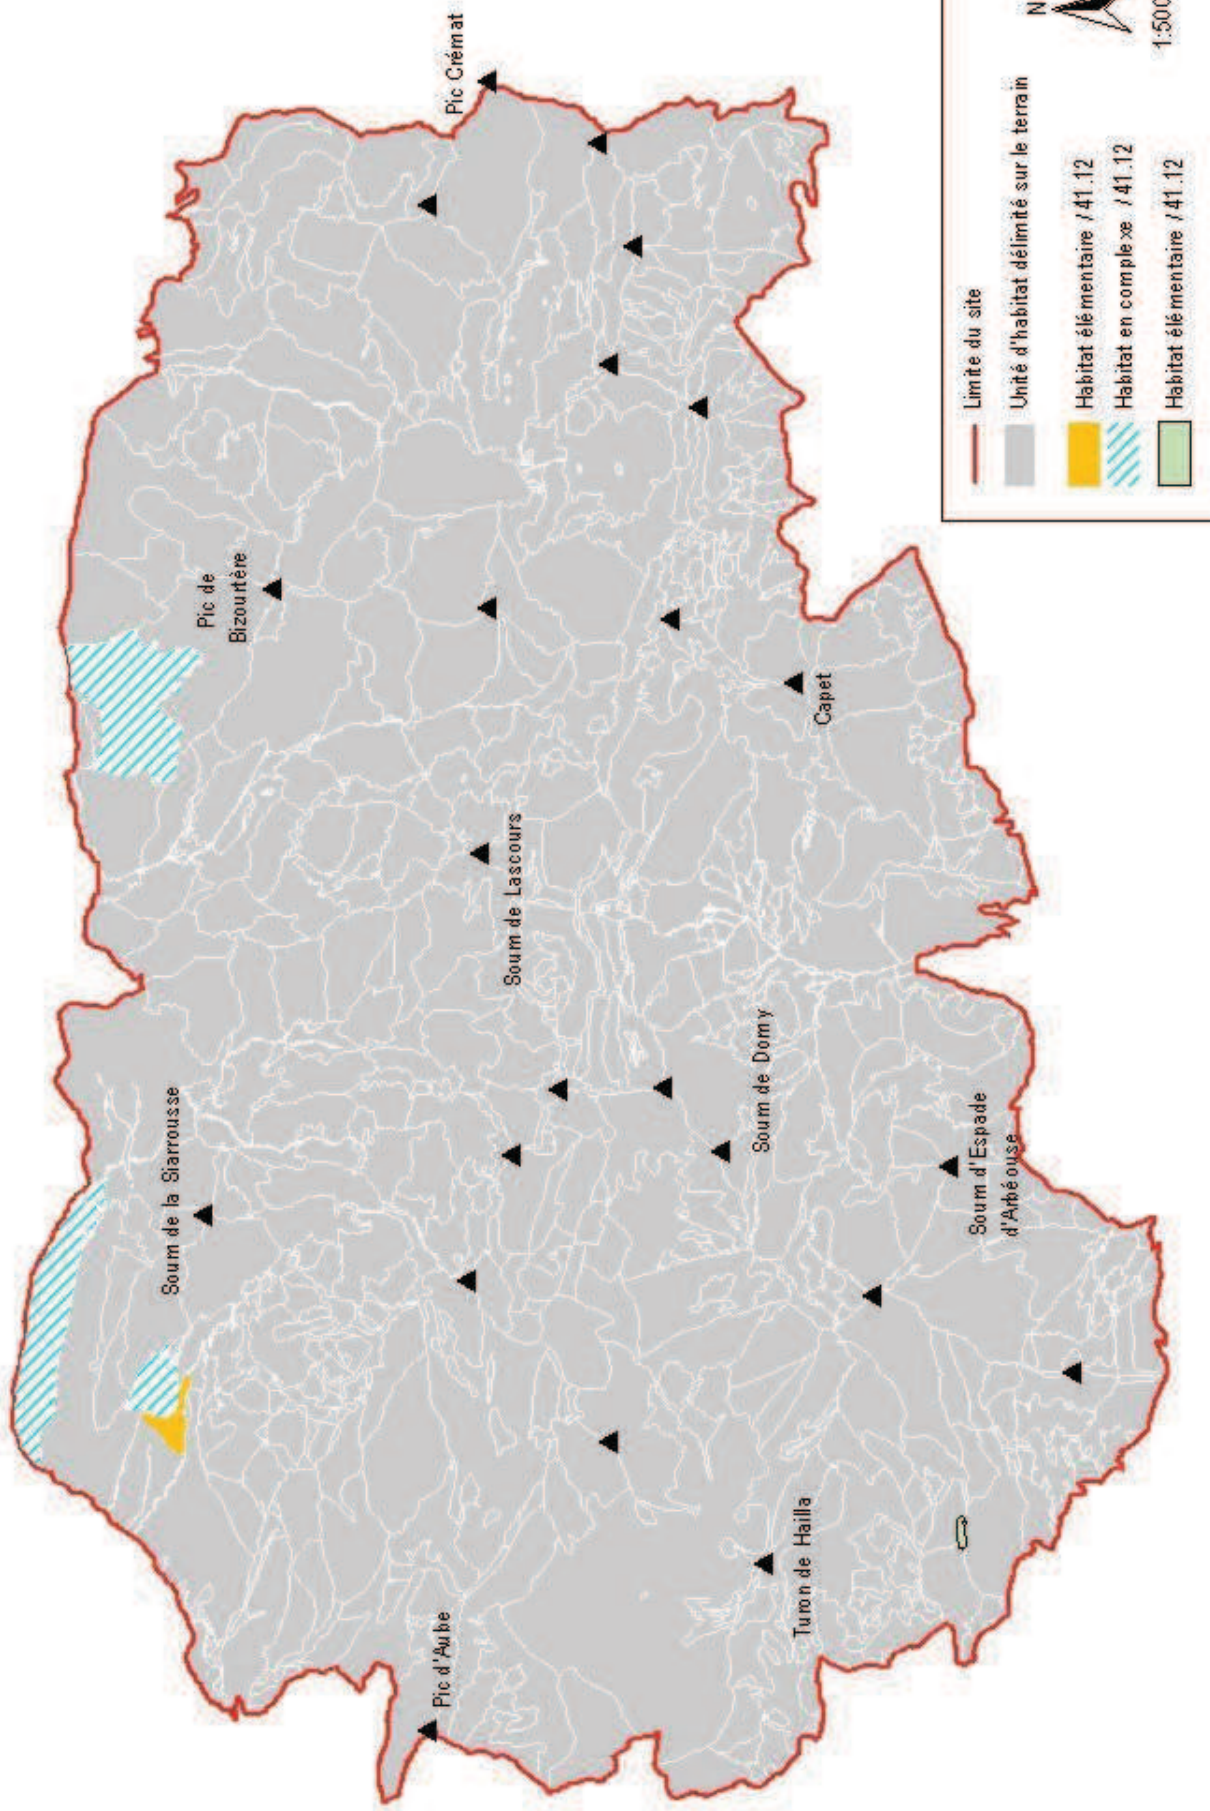 Pic d'Aube
Soum de la Siarrousse
Pic de
Bizourtère
Pic Crémat
Soum de Lascours
Turon de Hailla
Soum de Domy
Capet
Soum d'Espade
d'Arbéouse
Limite du site
Unité d'habitat délimité sur le terrain
Habitat élémentaire / 41.12
Habitat en complexe / 41.12
Habitat élémentaire / 41.12
N
1:500